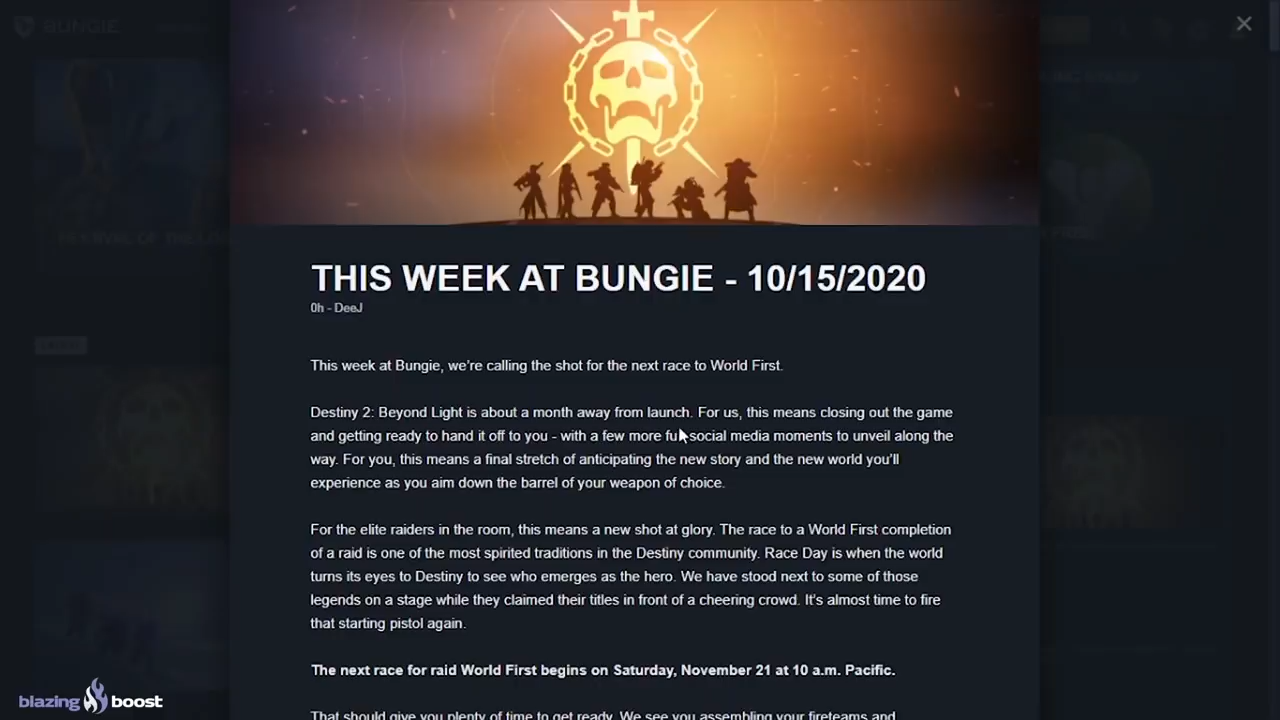 BUNGIE
THIS WEEK AT BUNGIE - 10/15/2020
0h - DeeJ
This week at Bungie, we're calling the shot for the next race to World First.
Destiny 2: Beyond Light is about a month away from launch. For us, this means closing out the game
and getting ready to hand it off to you - with a few more social media moments to unveil along the
way. For you, this means a final stretch of anticipating the new story and the new world you'll
experience as you aim down the barrel of your weapon of choice.
For the elite raiders in the room, this means a new shot at glory. The race to a World First completion
of a raid is one of the most spirited traditions in the Destiny community. Race Day is when the world
turns its eyes to Destiny to see who emerges as the hero. We have stood next to some of those
legends on a stage while they claimed their titles in front of a cheering crowd. It's almost time to fire
that starting pistol again.
The next race for raid World First begins on Saturday, November 21 at 10 a.m. Pacific.
That should give you plenty of time to get ready. We see you assembling your fireteams and
blazing boost